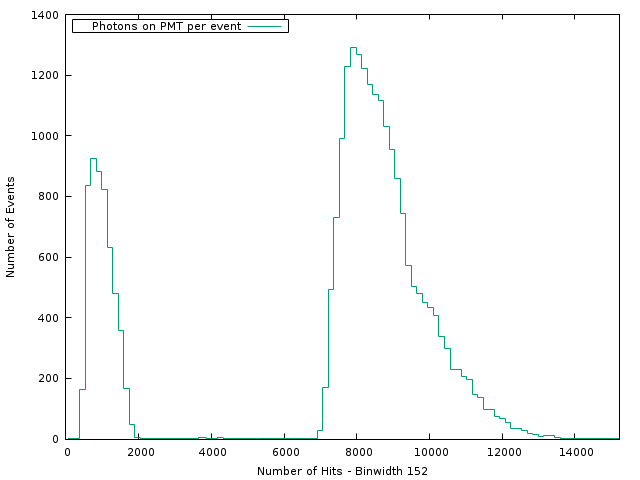 Photons on PMT per event
1400
1200
1000
800
600
400
200
0
Number of Events
0 2000 4000 6000 8000 10000 12000 14000
Number of Hits - Binwidth 152